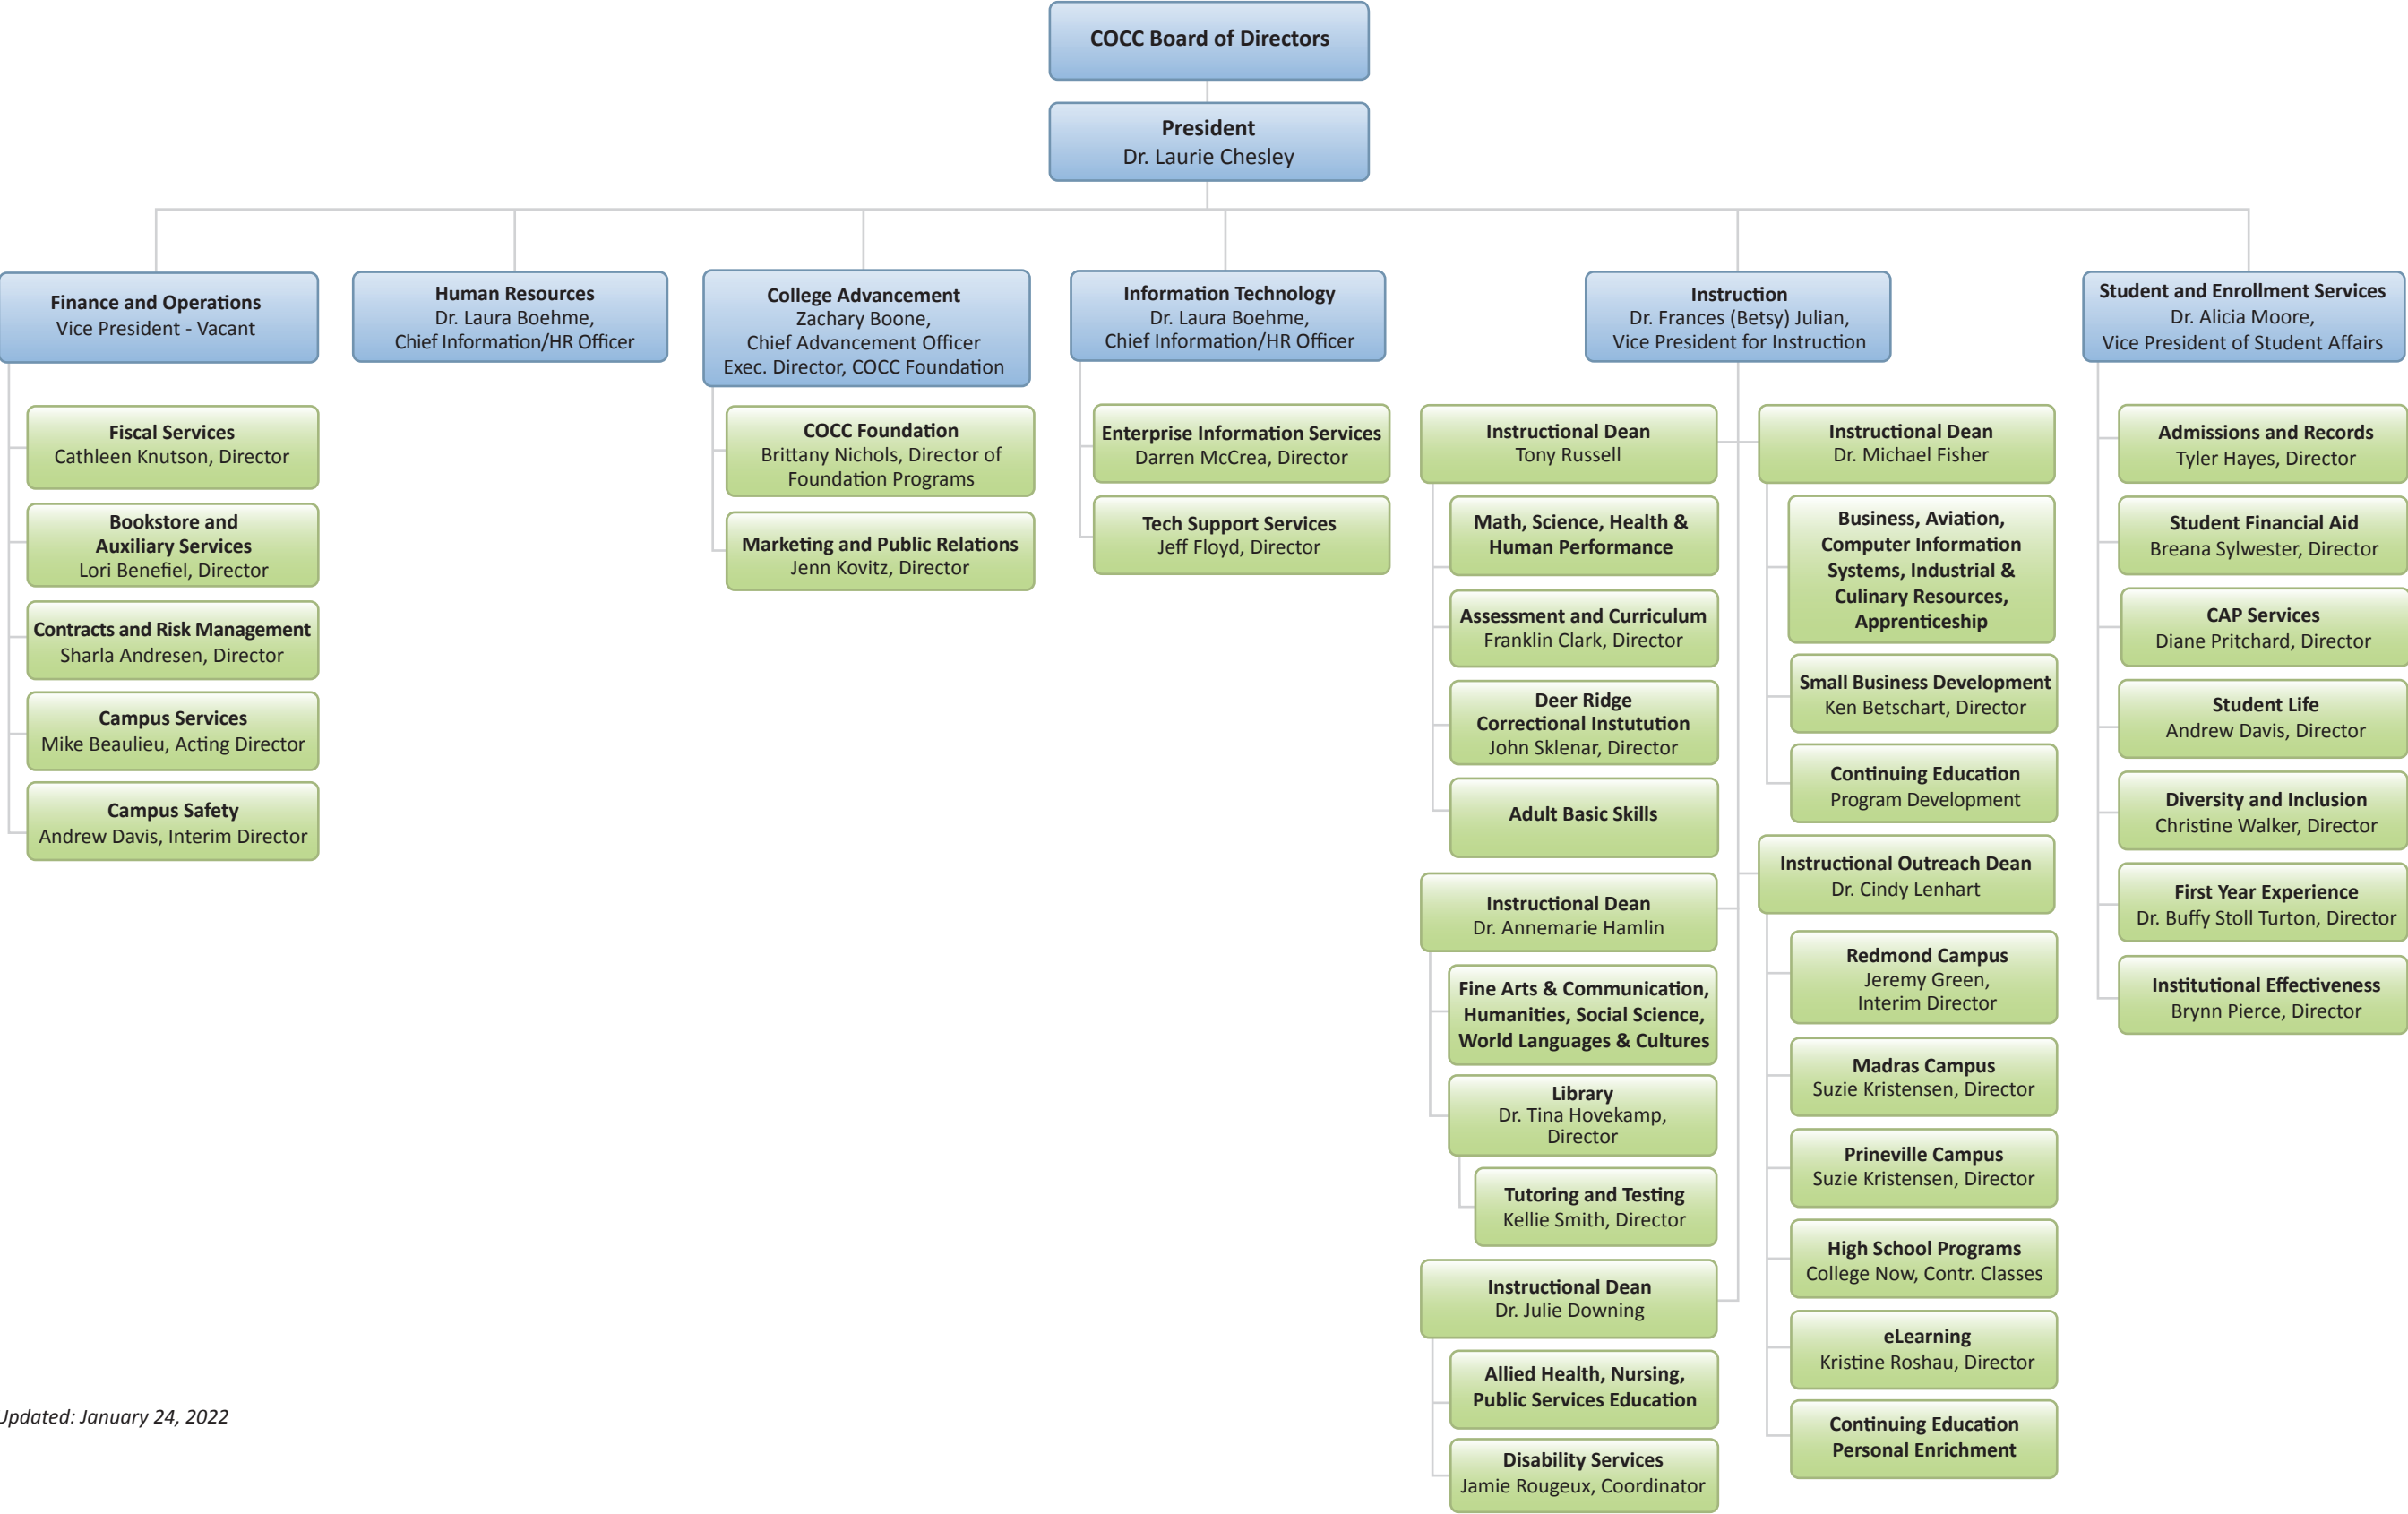 COCC Board of Directors
President
Dr. Laurie Chesley
Finance and Operations
Vice President - Vacant
Fiscal Services
Cathleen Knutson, Director
Bookstore and
Auxiliary Services
Lori Benefiel, Director
Contracts and Risk Management
Sharla Andresen, Director
Campus Services
Mike Beaulieu, Acting Director
Campus Safety
Andrew Davis, Interim Director
Human Resources
Dr. Laura Boehme,
Chief Information/HR Officer
College Advancement
Zachary Boone,
Chief Advancement Officer
Exec. Director, COCC Foundation
COCC Foundation
Brittany Nichols, Director of
Foundation Programs
Marketing and Public Relations
Jenn Kovitz, Director
Information Technology
Dr. Laura Boehme,
Chief Information/HR Officer
Enterprise Information Services
Darren McCrea, Director
Tech Support Services
Jeff Floyd, Director
Instruction
Dr. Frances (Betsy) Julian,
Vice President for Instruction
Instructional Dean
Tony Russell
Math, Science, Health &
Human Performance
Assessment and Curriculum
Franklin Clark, Director
Deer Ridge
Correctional Instutution
John Sklenar, Director
Adult Basic Skills
Instructional Dean
Dr. Annemarie Hamlin
Fine Arts & Communication,
Humanities, Social Science,
World Languages & Cultures
Library
Dr. Tina Hovekamp,
Director
Tutoring and Testing
Kellie Smith, Director
Instructional Dean
Dr. Julie Downing
Allied Health, Nursing,
Public Services Education
Disability Services
Jamie Rougeux, Coordinator
Instructional Dean
Dr. Michael Fisher
Business, Aviation,
Computer Information
Systems, Industrial &
Culinary Resources,
Apprenticeship
Small Business Development
Ken Betschart, Director
Continuing Education
Program Development
Instructional Outreach Dean
Dr. Cindy Lenhart
Redmond Campus
Jeremy Green,
Interim Director
Madras Campus
Suzie Kristensen, Director
Prineville Campus
Suzie Kristensen, Director
High School Programs
College Now, Contr. Classes
eLearning
Kristine Roshau, Director
Continuing Education
Personal Enrichment
Student and Enrollment Services
Dr. Alicia Moore,
Vice President of Student Affairs
Admissions and Records
Tyler Hayes, Director
Student Financial Aid
Breana Sylwester, Director
CAP Services
Diane Pritchard, Director
Student Life
Andrew Davis, Director
Diversity and Inclusion
Christine Walker, Director
First Year Experience
Dr. Buffy Stoll Turton, Director
Institutional Effectiveness
Brynn Pierce, Director
Updated: January 24, 2022